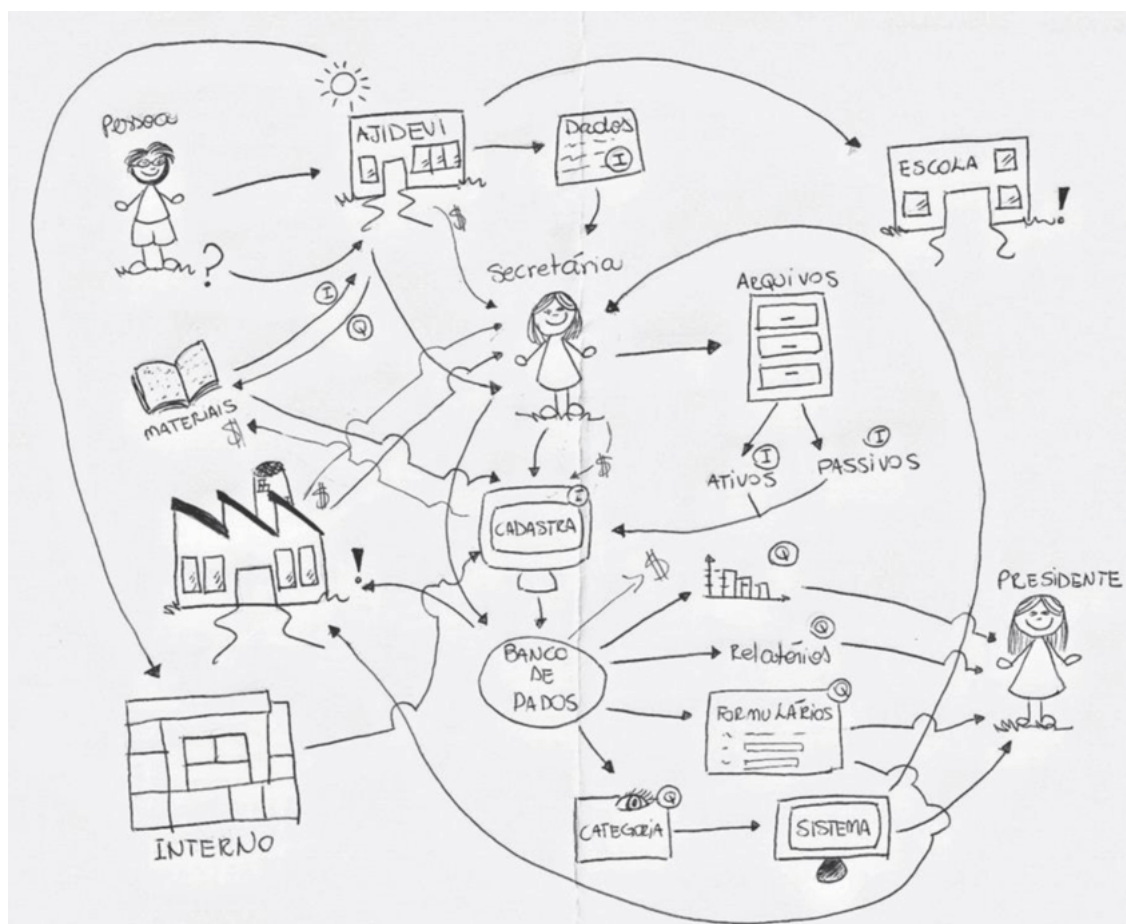 Pessoa
AJIDEVI
Dados
I
ESCOLA
!
$
Secretária
ARQUIVOS
?
I
Q
MATERIAIS
$
I
I
ATIVOS
PASSIVOS
$
$
I
CADASTRA
!
$
Q
PRESIDENTE
BANCO
DE
DADOS
Relatórios
Q
FORMULÁRIOS
Q
INTERNO
CATEGORIA
Q
SISTEMA